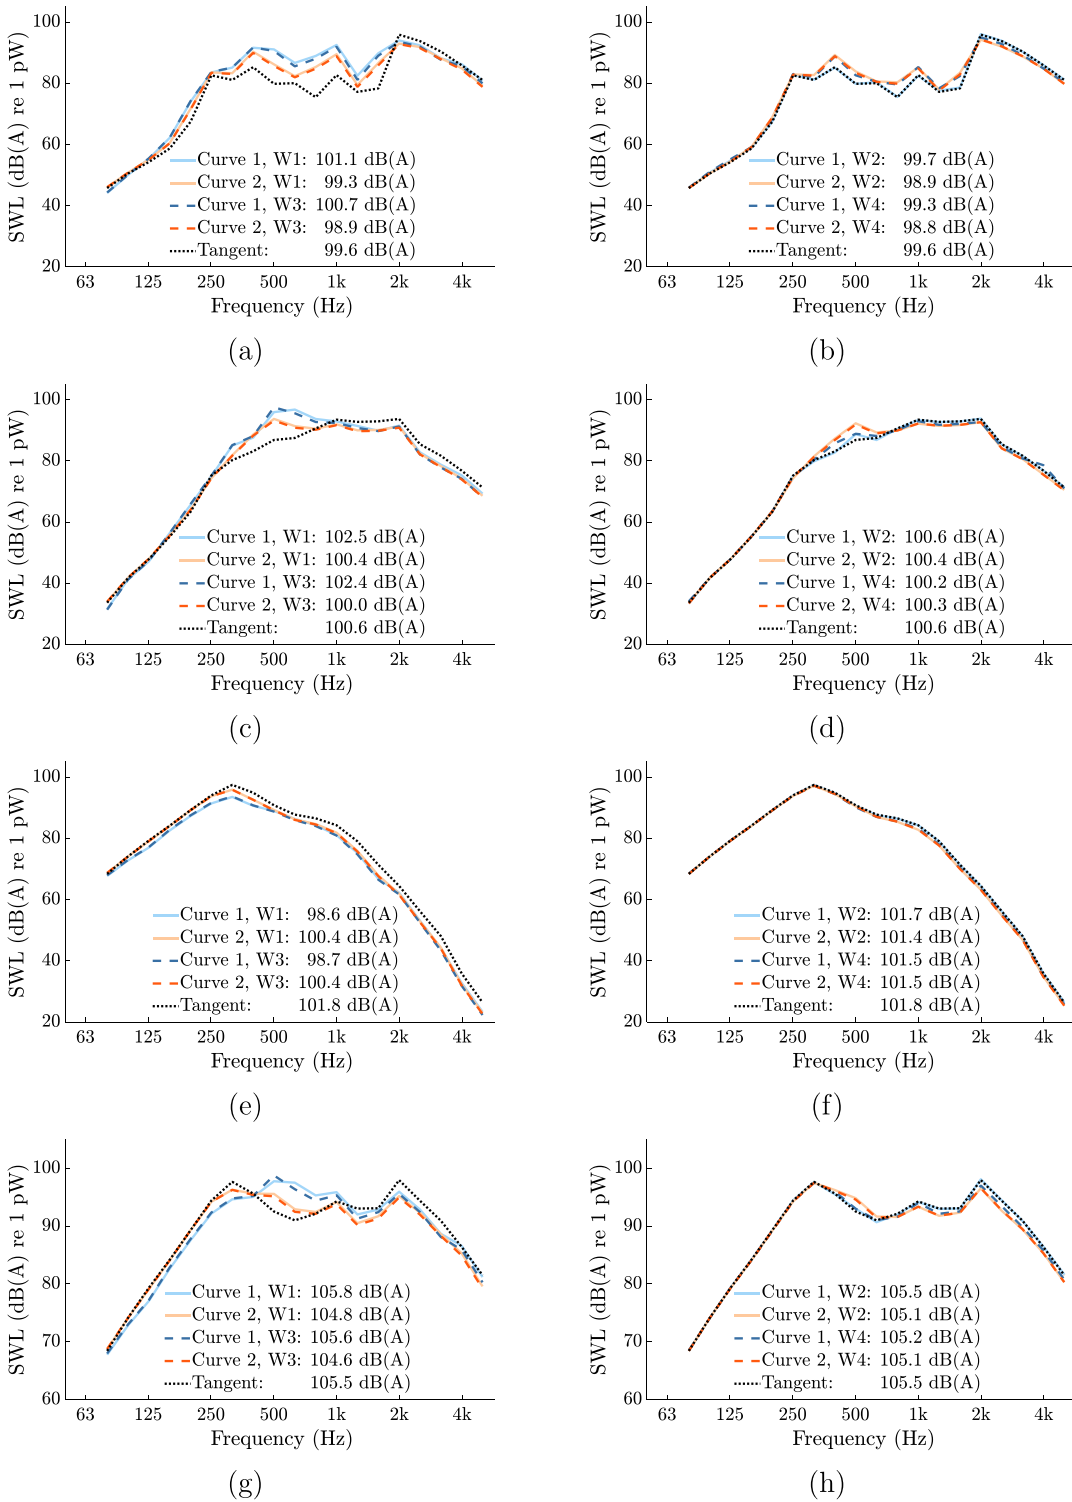 100
80
60
40
20
SWL (dB(A) re 1 pW)
Curve 1, W1: 101.1 dB(A)
Curve 2, W1: 99.3 dB(A)
Curve 1, W3: 100.7 dB(A)
Curve 2, W3: 98.9 dB(A)
Tangent: 99.6 dB(A)
63 125 250 500 1k 2k 4k
Frequency (Hz)
(a)
100
80
60
40
20
SWL (dB(A) re 1 pW)
Curve 1, W2: 99.7 dB(A)
Curve 2, W2: 98.9 dB(A)
Curve 1, W4: 99.3 dB(A)
Curve 2, W4: 98.8 dB(A)
Tangent: 99.6 dB(A)
63 125 250 500 1k 2k 4k
Frequency (Hz)
(b)
100
80
60
40
20
SWL (dB(A) re 1 pW)
Curve 1, W1: 102.5 dB(A)
Curve 2, W1: 100.4 dB(A)
Curve 1, W3: 102.4 dB(A)
Curve 2, W3: 100.0 dB(A)
Tangent: 100.6 dB(A)
63 125 250 500 1k 2k 4k
Frequency (Hz)
(c)
100
80
60
40
20
SWL (dB(A) re 1 pW)
Curve 1, W2: 100.6 dB(A)
Curve 2, W2: 100.4 dB(A)
Curve 1, W4: 100.2 dB(A)
Curve 2, W4: 100.3 dB(A)
Tangent: 100.6 dB(A)
63 125 250 500 1k 2k 4k
Frequency (Hz)
(d)
100
80
60
40
20
SWL (dB(A) re 1 pW)
Curve 1, W1: 98.6 dB(A)
Curve 2, W1: 100.4 dB(A)
Curve 1, W3: 98.7 dB(A)
Curve 2, W3: 100.4 dB(A)
Tangent: 101.8 dB(A)
63 125 250 500 1k 2k 4k
Frequency (Hz)
(e)
100
80
60
40
20
SWL (dB(A) re 1 pW)
Curve 1, W2: 101.7 dB(A)
Curve 2, W2: 101.4 dB(A)
Curve 1, W4: 101.5 dB(A)
Curve 2, W4: 101.5 dB(A)
Tangent: 101.8 dB(A)
63 125 250 500 1k 2k 4k
Frequency (Hz)
(f)
100
90
80
70
60
SWL (dB(A) re 1 pW)
Curve 1, W1: 105.8 dB(A)
Curve 2, W1: 104.8 dB(A)
Curve 1, W3: 105.6 dB(A)
Curve 2, W3: 104.6 dB(A)
Tangent: 105.5 dB(A)
63 125 250 500 1k 2k 4k
Frequency (Hz)
(g)
100
90
80
70
60
SWL (dB(A) re 1 pW)
Curve 1, W2: 105.5 dB(A)
Curve 2, W2: 105.1 dB(A)
Curve 1, W4: 105.2 dB(A)
Curve 2, W4: 105.1 dB(A)
Tangent: 105.5 dB(A)
63 125 250 500 1k 2k 4k
Frequency (Hz)
(h)